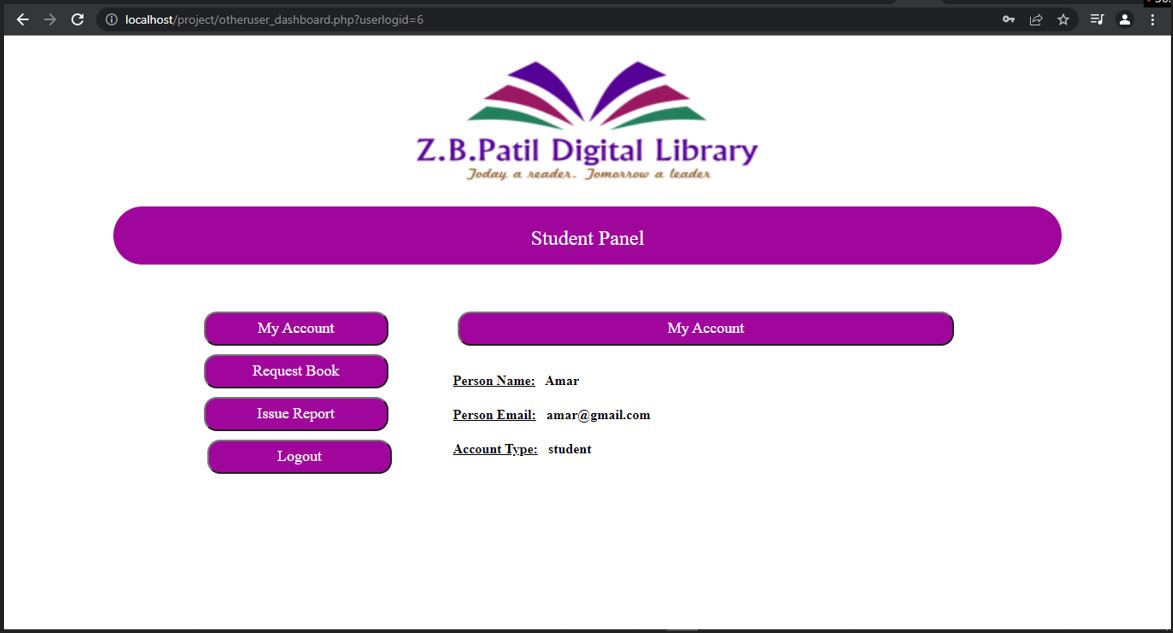 localhost/project/otheruser_dashboard.php?userlogid=6
Z.B.Patil Digital Library
Today a reader. Tomorrow a leader
Student Panel
My Account
Request Book
Issue Report
Logout
My Account
Person Name: Amar
Person Email: amar@gmail.com
Account Type: student